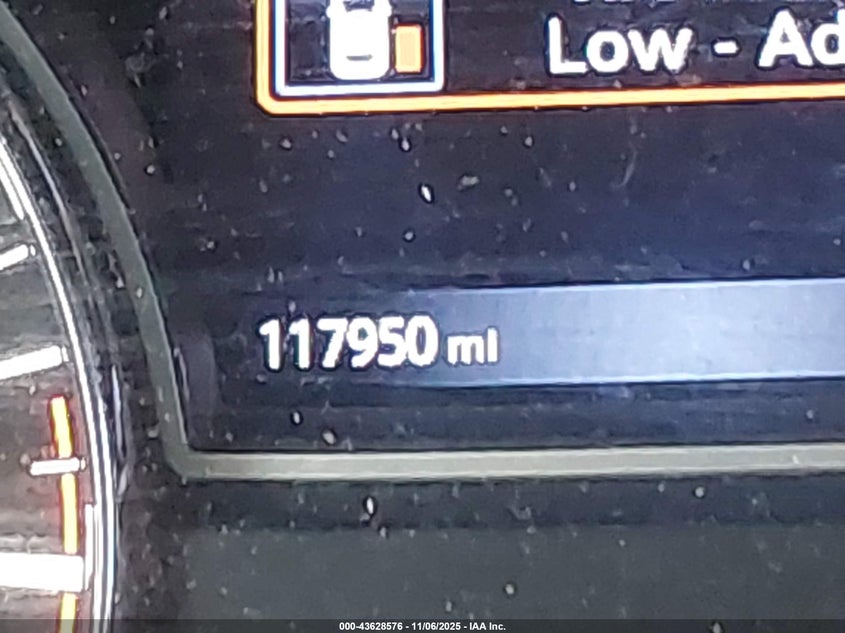 Low - Ad
117950 mi
000-43628576 - 11/06/2025 - IAA Inc.